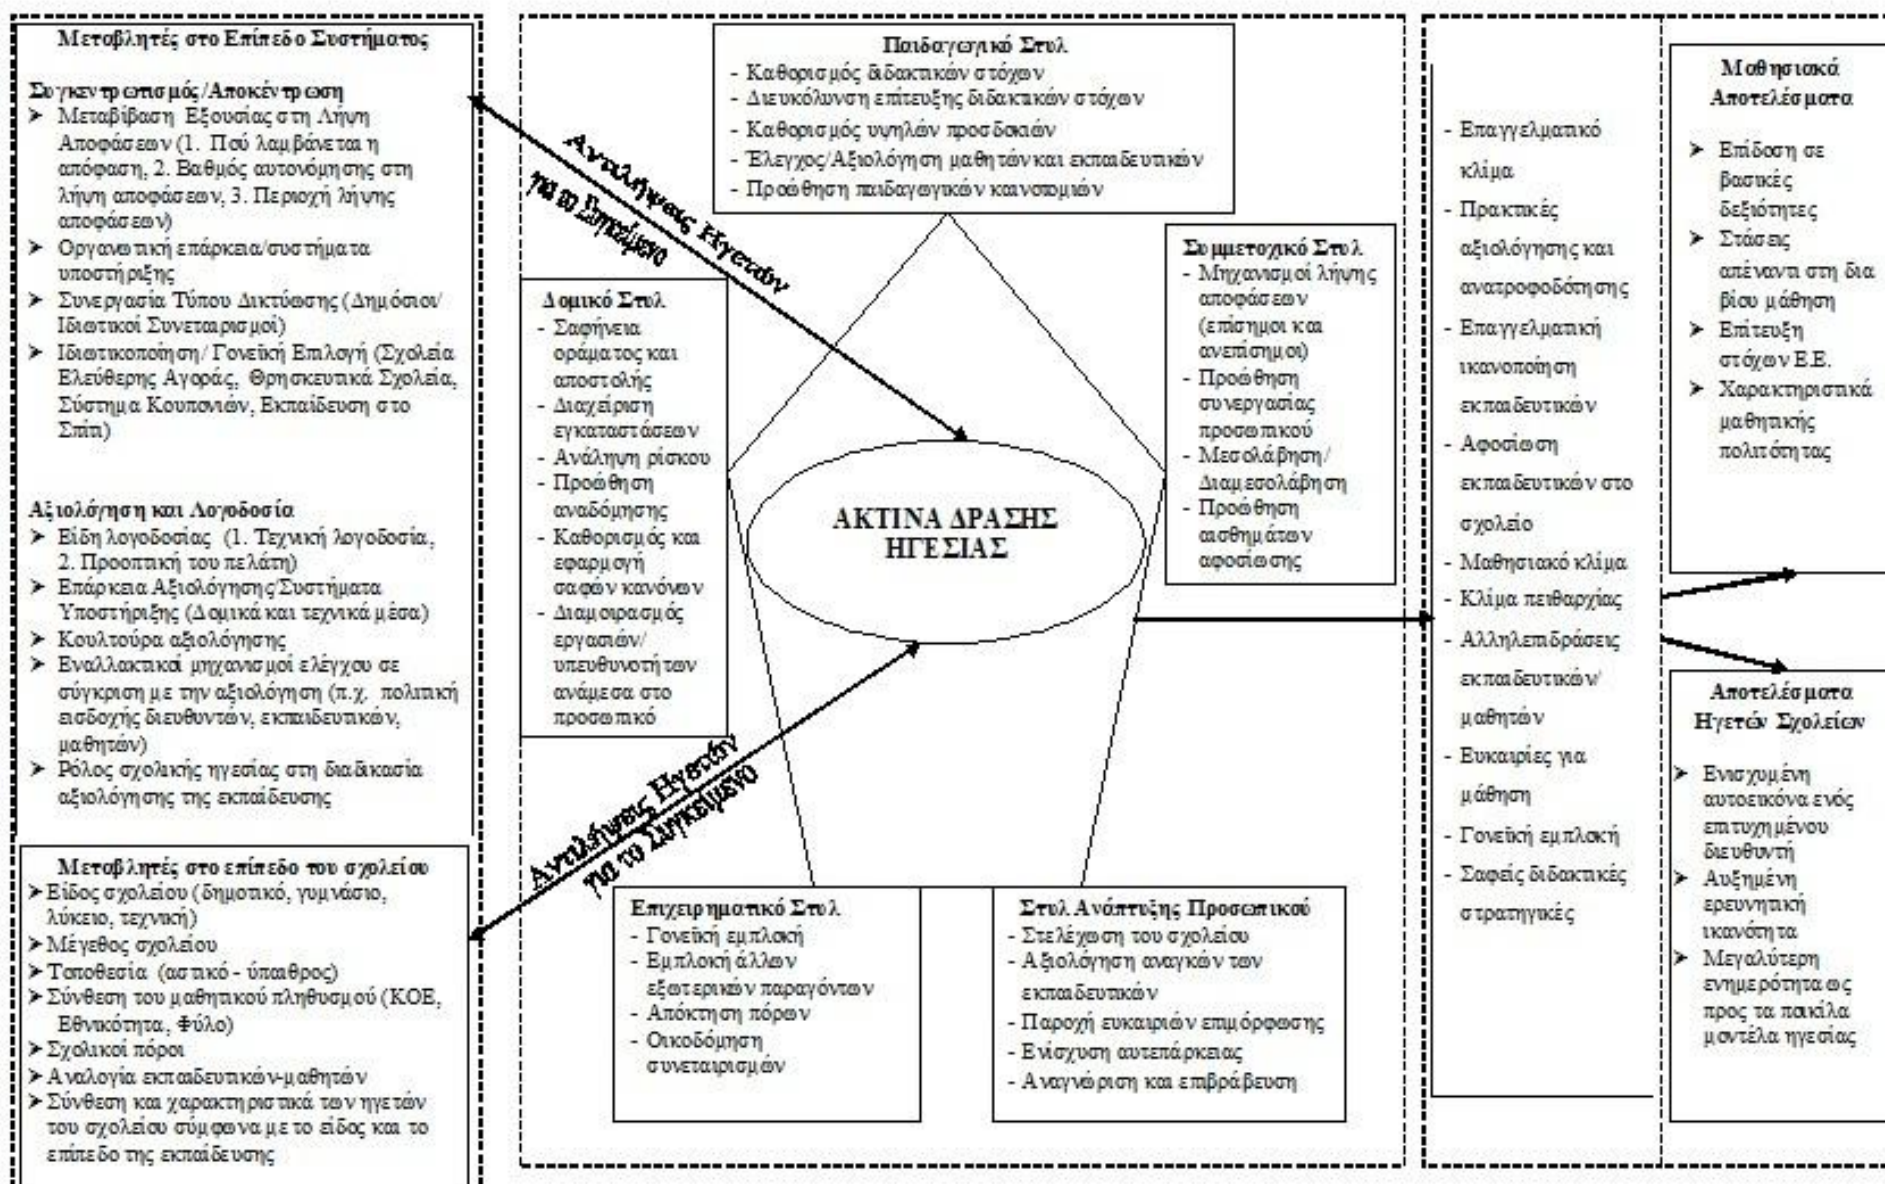 Μεταβλητές στο Επίπεδο Συστήματος
Συγκεντρωτισμός/Αποκέντρωση
➤ Μεταβίβαση Εξουσίας στη Λήψη
Αποφάσεων (1. Πού λαμβάνεται η
απόφαση, 2. Βαθμός αυτονόμησης στη
λήψη αποφάσεων, 3. Περιοχή λήψης
αποφάσεων)
➤ Οργανωτική επάρκεια/συστήματα
υποστήριξης
➤ Συνεργασία Τύπου Δικτύωσης (Δημόσιοι/
Ιδιωτικοί Συνεταιρισμοί)
➤ Ιδιωτικοποίηση/ Γονεϊκή Επιλογή (Σχολεία
Ελεύθερης Αγοράς, Θρησκευτικά Σχολεία,
Σύστημα Κουπονιών, Εκπαίδευση στο
Σπίτι)
Αξιολόγηση και Λογοδοσία
➤ Είδη λογοδοσίας (1. Τεχνική λογοδοσία,
2. Προοπτική του πελάτη)
➤ Επάρκεια Αξιολόγησης/Συστήματα
Υποστήριξης (Δομικά και τεχνικά μέσα)
➤ Κουλτούρα αξιολόγησης
➤ Εναλλακτικοί μηχανισμοί ελέγχου σε
σύγκριση με την αξιολόγηση (π.χ. πολιτική
εισδοχής διευθυντών, εκπαιδευτικών,
μαθητών)
➤ Ρόλος σχολικής ηγεσίας στη διαδικασία
αξιολόγησης της εκπαίδευσης
Μεταβλητές στο επίπεδο του σχολείου
➤ Είδος σχολείου (δημοτικό, γυμνάσιο,
λύκειο, τεχνική)
➤ Μέγεθος σχολείου
➤ Τοποθεσία (αστικό - ύπαιθρος)
➤ Σύνθεση του μαθητικού πληθυσμού (ΚΟΕ,
Εθνικότητα, Φύλο)
➤ Σχολικοί πόροι
➤ Αναλογία εκπαιδευτικών-μαθητών
➤ Σύνθεση και χαρακτηριστικά των ηγετών
του σχολείου σύμφωνα με το είδος και το
επίπεδο της εκπαίδευσης
Αντιλήψεις Ηγετών
για το Συγκείμενο
Αντιλήψεις Ηγετών
για το Συγκείμενο
Παιδαγωγικό Στυλ
- Καθορισμός διδακτικών στόχων
- Διευκόλυνση επίτευξης διδακτικών στόχων
- Καθορισμός υψηλών προσδοκιών
- Έλεγχος/Αξιολόγηση μαθητών και εκπαιδευτικών
- Προώθηση παιδαγωγικών καινοτομιών
Δομικό Στυλ
- Σαφήνεια
οράματος και
αποστολής
- Διαχείριση
εγκαταστάσεων
- Ανάληψη ρίσκου
- Προώθηση
αναδόμησης
- Καθορισμός και
εφαρμογή
σαφών κανόνων
- Διαμοιρασμός
εργασιών/
υπευθυνοτήτων
ανάμεσα στο
προσωπικό
ΑΚΤΙΝΑ ΔΡΑΣΗΣ
ΗΓΕΣΙΑΣ
Συμμετοχικό Στυλ
- Μηχανισμοί λήψης
αποφάσεων
(επίσημοι και
ανεπίσημοι)
- Προώθηση
συνεργασίας
προσωπικού
- Μεσολάβηση/
Διαμεσολάβηση
- Προώθηση
αισθημάτων
αφοσίωσης
Επιχειρηματικό Στυλ
- Γονεϊκή εμπλοκή
- Εμπλοκή άλλων
εξωτερικών παραγόντων
- Απόκτηση πόρων
- Οικοδόμηση
συνεταιρισμών
Στυλ Ανάπτυξης Προσωπικού
- Στελέχωση του σχολείου
- Αξιολόγηση αναγκών των
εκπαιδευτικών
- Παροχή ευκαιριών επιμόρφωσης
- Ενίσχυση αυτεπάρκειας
- Αναγνώριση και επιβράβευση
- Επαγγελματικό
κλίμα
- Πρακτικές
αξιολόγησης και
ανατροφοδότησης
- Επαγγελματική
ικανοποίηση
εκπαιδευτικών
- Αφοσίωση
εκπαιδευτικών στο
σχολείο
- Μαθησιακό κλίμα
- Κλίμα πειθαρχίας
- Αλληλεπιδράσεις
εκπαιδευτικών/
μαθητών
- Ευκαιρίες για
μάθηση
- Γονεϊκή εμπλοκή
- Σαφείς διδακτικές
στρατηγικές
Μαθησιακά
Αποτελέσματα
➤ Επίδοση σε
βασικές
δεξιότητες
➤ Στάσεις
απέναντι στη δια
βίου μάθηση
➤ Επίτευξη
στόχων Ε.Ε.
➤ Χαρακτηριστικά
μαθητικής
πολιτότητας
Αποτελέσματα
Ηγετών Σχολείων
➤ Ενισχυμένη
αυτοεικόνα ενός
επιτυχημένου
διευθυντή
➤ Αυξημένη
ερευνητική
ικανότητα
➤ Μεγαλύτερη
ενημερότητα ως
προς τα ποικίλα
μοντέλα ηγεσίας